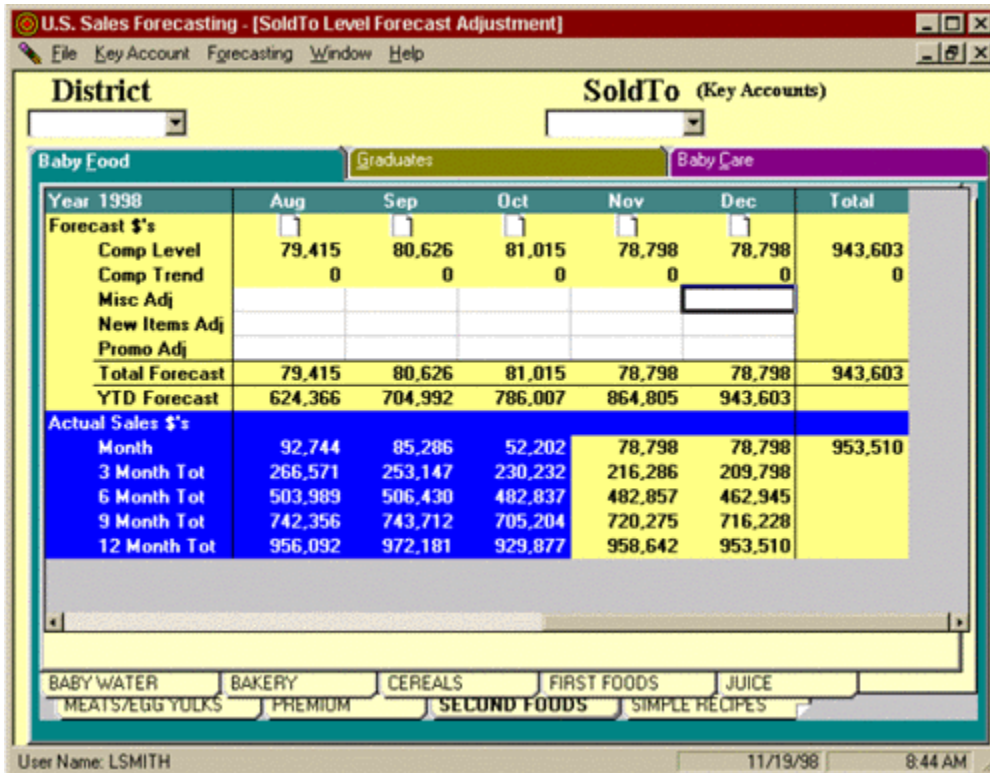 U.S. Sales Forecasting - [SoldTo Level Forecast Adjustment]
File Key Account Forecasting Window Help
District SoldTo (Key Accounts)
Baby Food Graduates Baby Care
Year 1998 Aug Sep Oct Nov Dec Total
Forecast $'s
Comp Level 79,415 80,626 81,015 78,798 78,798 943,603
Comp Trend 0 0 0 0 0 0
Misc Adj
New Items Adj
Promo Adj
Total Forecast 79,415 80,626 81,015 78,798 78,798 943,603
YTD Forecast 624,366 704,992 786,007 864,805 943,603
Actual Sales $'s
Month 92,744 85,286 52,202 78,798 78,798 953,510
3 Month Tot 266,571 253,147 230,232 216,286 209,798
6 Month Tot 503,989 506,430 482,837 482,857 462,945
9 Month Tot 742,356 743,712 705,204 720,275 716,228
12 Month Tot 956,092 972,181 929,877 958,642 953,510
BABY WATER BAKERY CEREALS FIRST FOODS JUICE
MEATS/EGG YOLKS PREMIUM SECOND FOODS SIMPLE RECIPES
User Name: LSMITH 11/19/98 8:44 AM